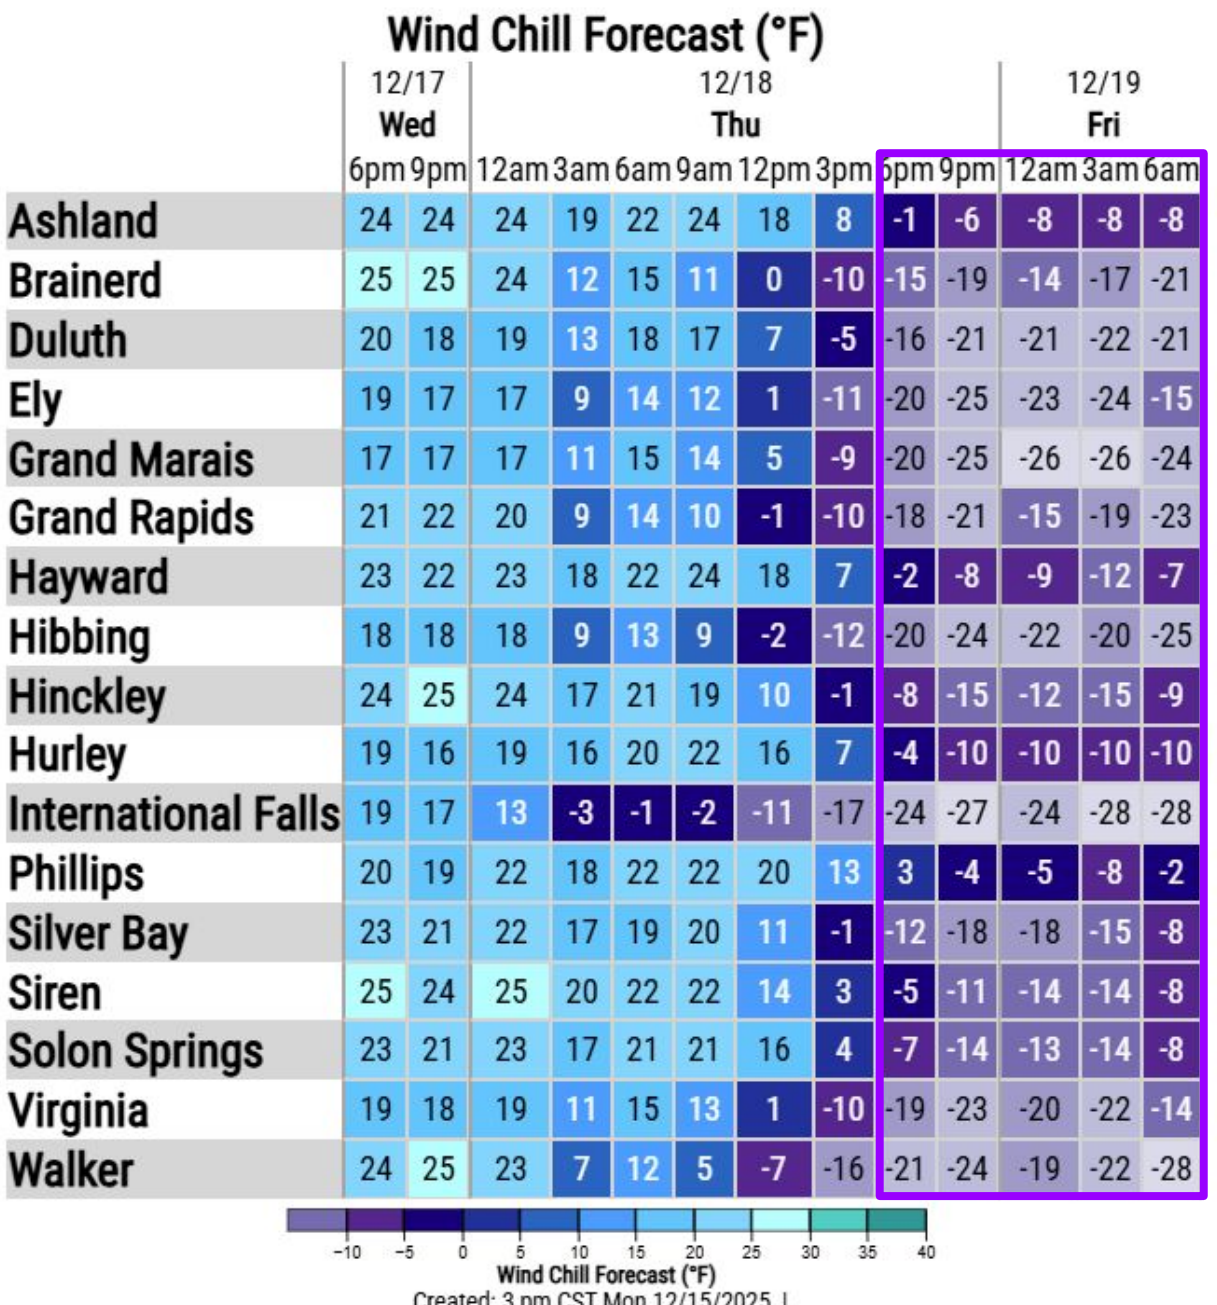 Wind Chill Forecast (°F)
12/17 12/18 12/19
Wed Thu Fri
6pm 9pm 12am 3am 6am 9am 12pm 3pm 6pm 9pm 12am 3am 6am
Ashland 24 24 24 19 22 24 18 8 -1 -6 -8 -8 -8
Brainerd 25 25 24 12 15 11 0 -10 -15 -19 -14 -17 -21
Duluth 20 18 19 13 18 17 7 -5 -16 -21 -21 -22 -21
Ely 19 17 17 9 14 12 1 -11 -20 -25 -23 -24 -15
Grand Marais 17 17 17 11 15 14 5 -9 -20 -25 -26 -26 -24
Grand Rapids 21 22 20 9 14 10 -1 -10 -18 -21 -15 -19 -23
Hayward 23 22 23 18 22 24 18 7 -2 -8 -9 -12 -7
Hibbing 18 18 18 9 13 9 -2 -12 -20 -24 -22 -20 -25
Hinckley 24 25 24 17 21 19 10 -1 -8 -15 -12 -15 -9
Hurley 19 16 19 16 20 22 16 7 -4 -10 -10 -10 -10
International Falls 19 17 13 -3 -1 -2 -11 -17 -24 -27 -24 -28 -28
Phillips 20 19 22 18 22 22 20 13 3 -4 -5 -8 -2
Silver Bay 23 21 22 17 19 20 11 -1 -12 -18 -18 -15 -8
Siren 25 24 25 20 22 22 14 3 -5 -11 -14 -14 -8
Solon Springs 23 21 23 17 21 21 16 4 -7 -14 -13 -14 -8
Virginia 19 18 19 11 15 13 1 -10 -19 -23 -20 -22 -14
Walker 24 25 23 7 12 5 -7 -16 -21 -24 -19 -22 -28
−10 −5 0 5 10 15 20 25 30 35 40
Wind Chill Forecast (°F)
Created: 3 pm CST Mon 12/15/2025